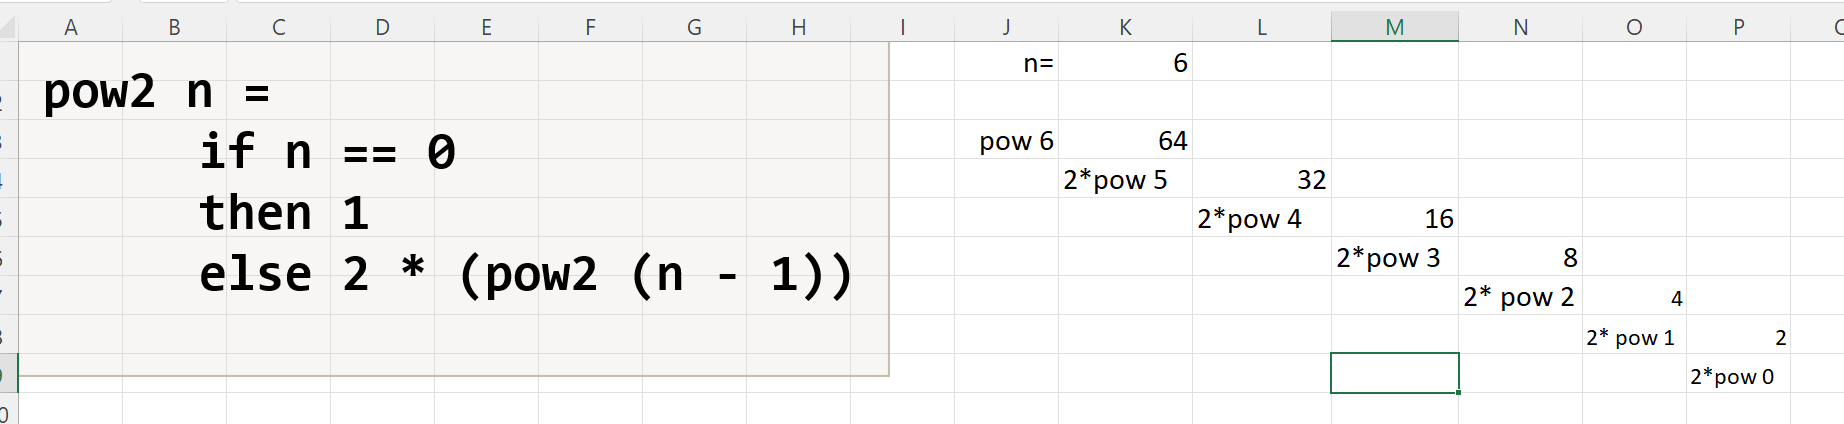 A B C D E F G H I J K L M N O P
n= 6
pow2 n =
pow 6 64
if n == 0
2*pow 5 32
then 1
2*pow 4 16
2*pow 3 8
else 2 * (pow2 (n - 1))
2* pow 2 4
2* pow 1 2
2*pow 0